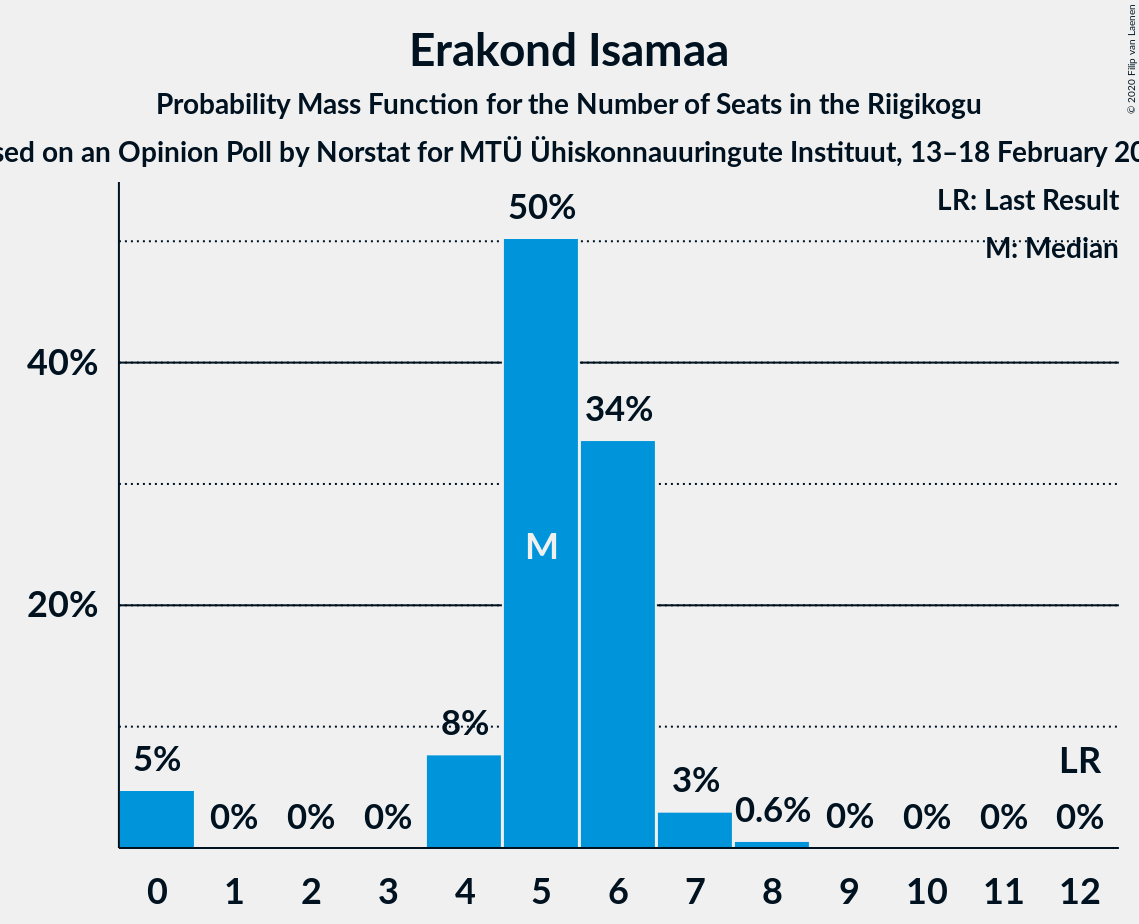 Erakond Isamaa
Probability Mass Function for the Number of Seats in the Riigikogu
sed on an Opinion Poll by Norstat for MTÜ Ühiskonnauuringute Instituut, 13–18 February 20
© 2020 Filip van Laenen
LR: Last Result
M: Median
50%
40%
34%
M
20%
8%
5%
3%
LR
0.6%
0% 0% 0% 0% 0% 0% 0%
0 1 2 3 4 5 6 7 8 9 10 11 12